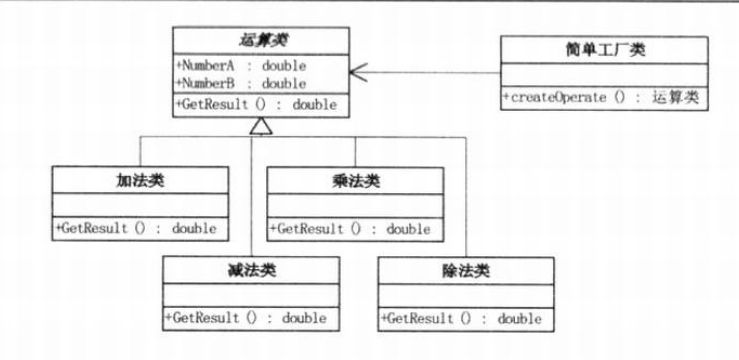 运算类
+NumberA : double
+NumberB : double
+GetResult () : double
简单工厂类
+createOperate () : 运算类
加法类
+GetResult () : double
乘法类
+GetResult () : double
减法类
+GetResult () : double
除法类
+GetResult () : double